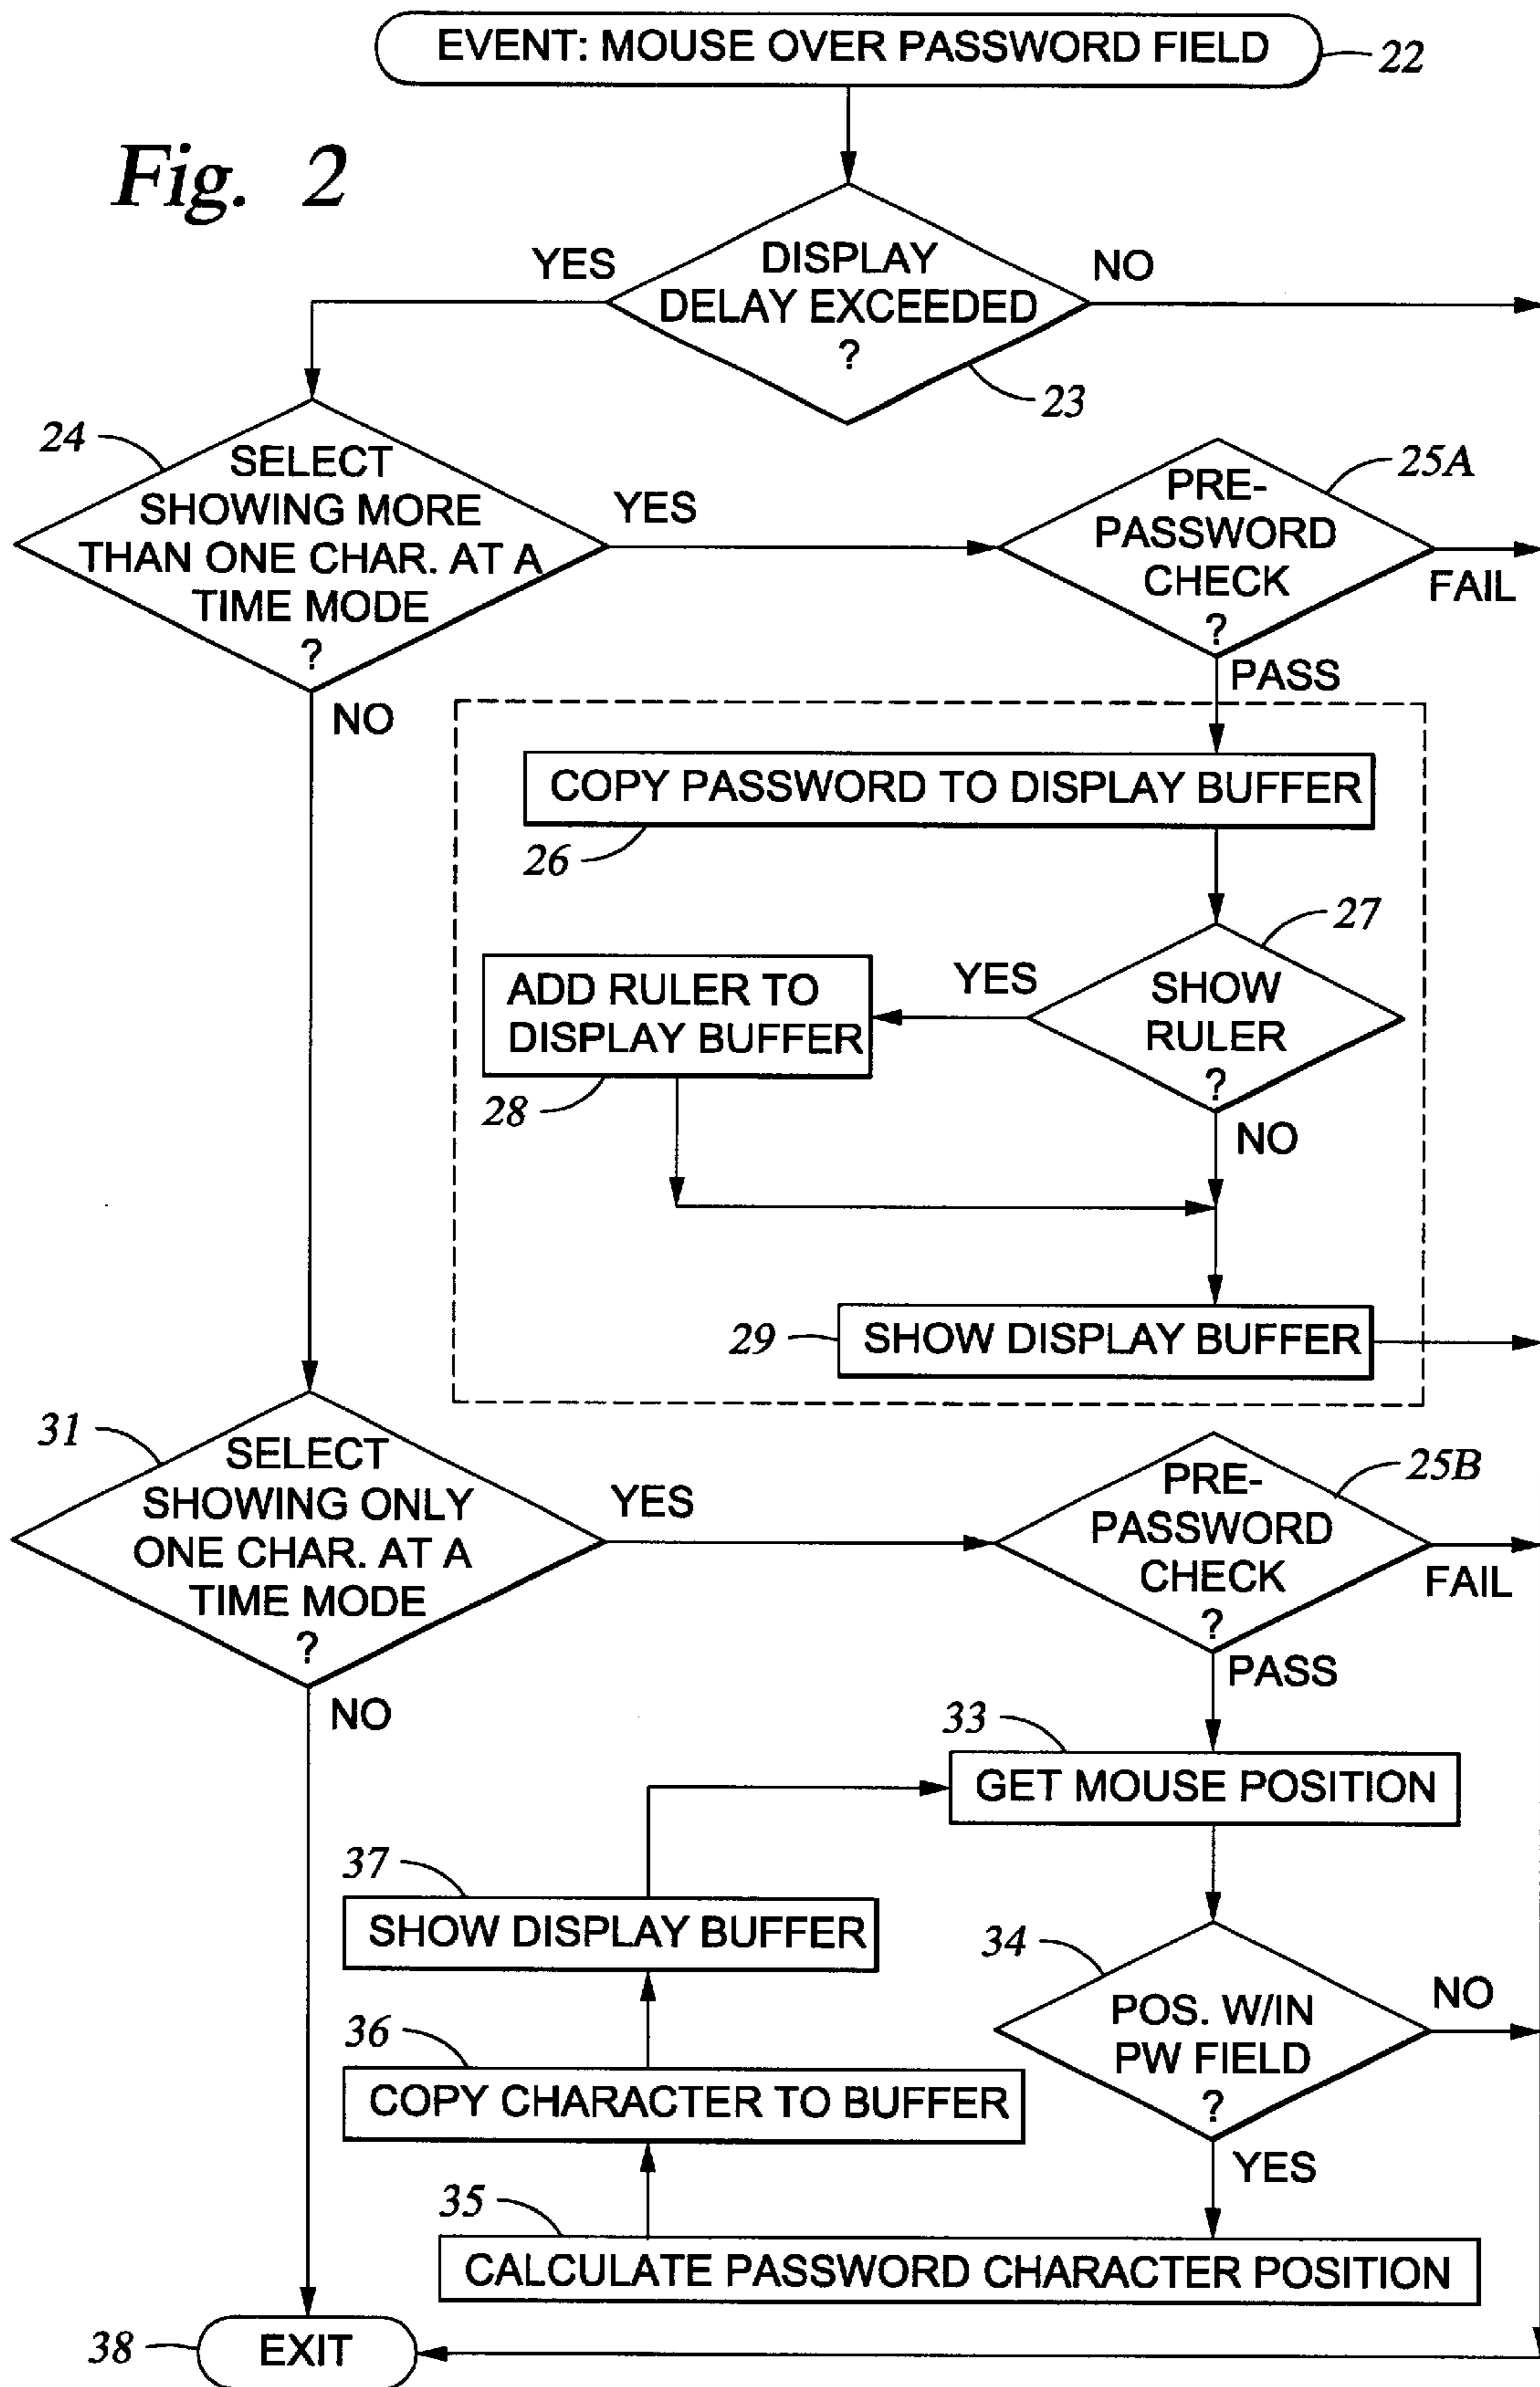 EVENT: MOUSE OVER PASSWORD FIELD
22
Fig. 2
DISPLAY
DELAY EXCEEDED
?
YES
NO
23
24
SELECT
SHOWING MORE
THAN ONE CHAR. AT A
TIME MODE
?
YES
NO
25A
PRE-
PASSWORD
CHECK
?
FAIL
PASS
COPY PASSWORD TO DISPLAY BUFFER
26
27
SHOW
RULER
?
YES
NO
ADD RULER TO
DISPLAY BUFFER
28
29
SHOW DISPLAY BUFFER
31
SELECT
SHOWING ONLY
ONE CHAR. AT A
TIME MODE
?
YES
NO
25B
PRE-
PASSWORD
CHECK
?
FAIL
PASS
33
GET MOUSE POSITION
37
SHOW DISPLAY BUFFER
34
POS. W/IN
PW FIELD
?
NO
YES
36
COPY CHARACTER TO BUFFER
35
CALCULATE PASSWORD CHARACTER POSITION
38
EXIT